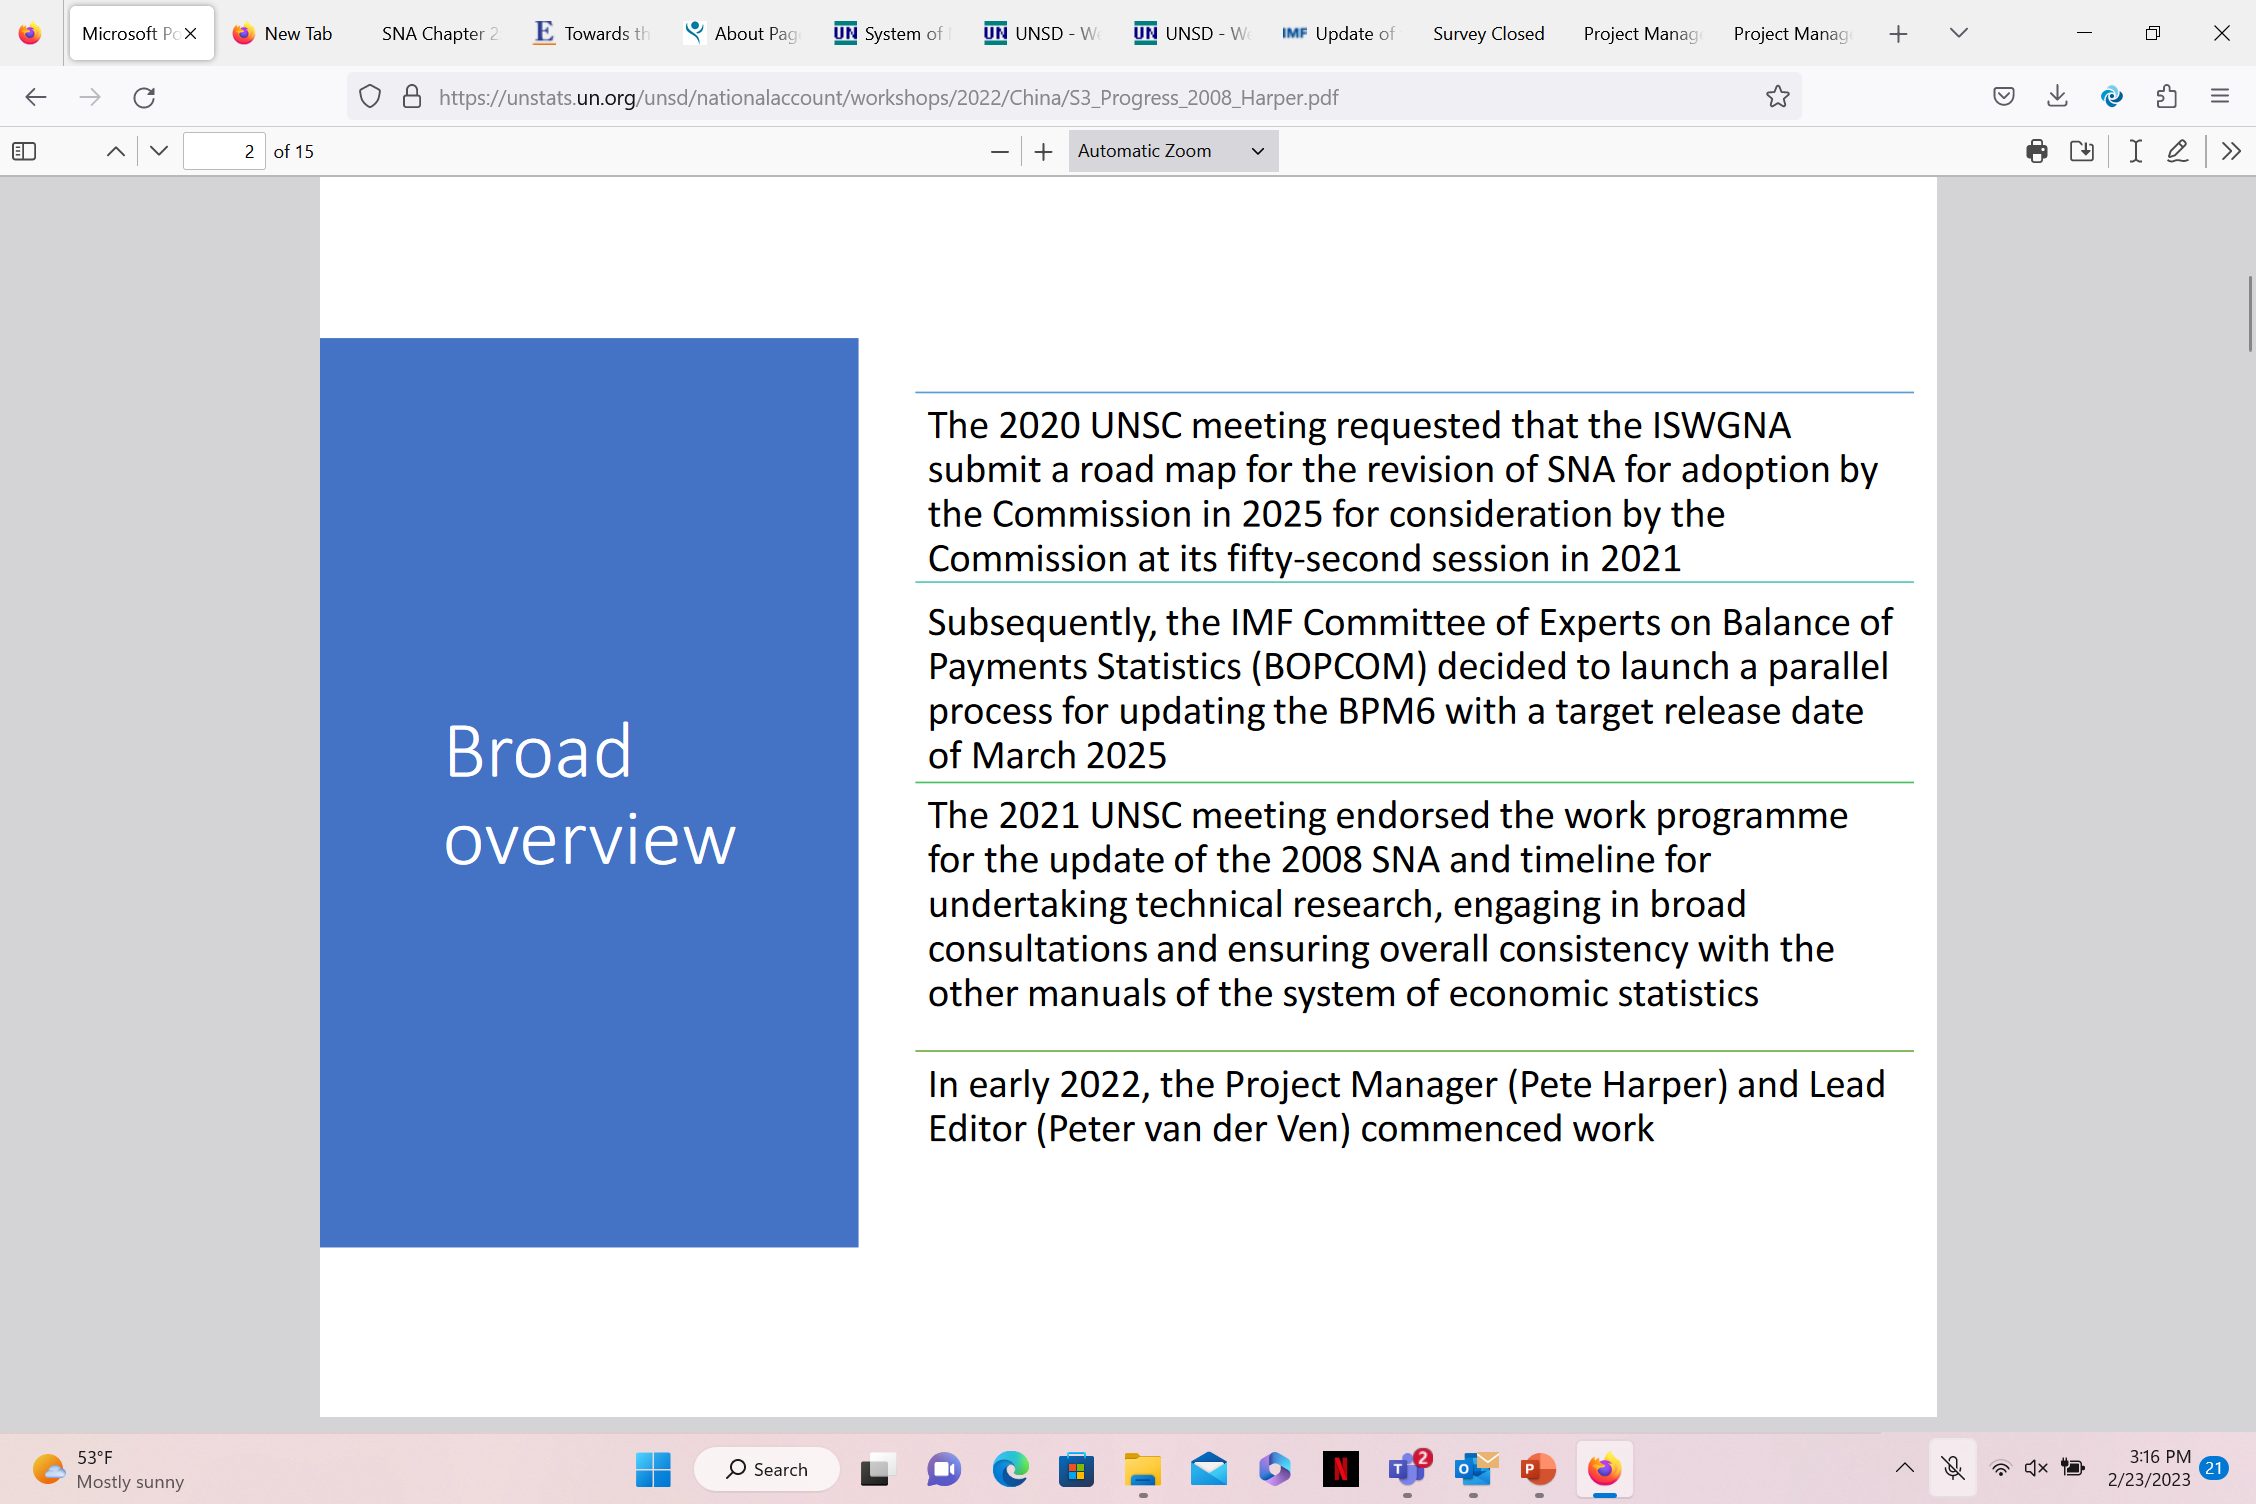 Microsoft Po
New Tab
SNA Chapter 2
E Towards th
About Pag
UN System of
UN UNSD - We
UN UNSD - We
IMF Update of
Survey Closed
Project Manag
Project Manag
https://unstats.un.org/unsd/nationalaccount/workshops/2022/China/S3_Progress_2008_Harper.pdf
2 of 15
Automatic Zoom
Broad
overview
The 2020 UNSC meeting requested that the ISWGNA
submit a road map for the revision of SNA for adoption by
the Commission in 2025 for consideration by the
Commission at its fifty-second session in 2021
Subsequently, the IMF Committee of Experts on Balance of
Payments Statistics (BOPCOM) decided to launch a parallel
process for updating the BPM6 with a target release date
of March 2025
The 2021 UNSC meeting endorsed the work programme
for the update of the 2008 SNA and timeline for
undertaking technical research, engaging in broad
consultations and ensuring overall consistency with the
other manuals of the system of economic statistics
In early 2022, the Project Manager (Pete Harper) and Lead
Editor (Peter van der Ven) commenced work
53°F
Mostly sunny
Search
N
T 2
O
P
3:16 PM
2/23/2023
21